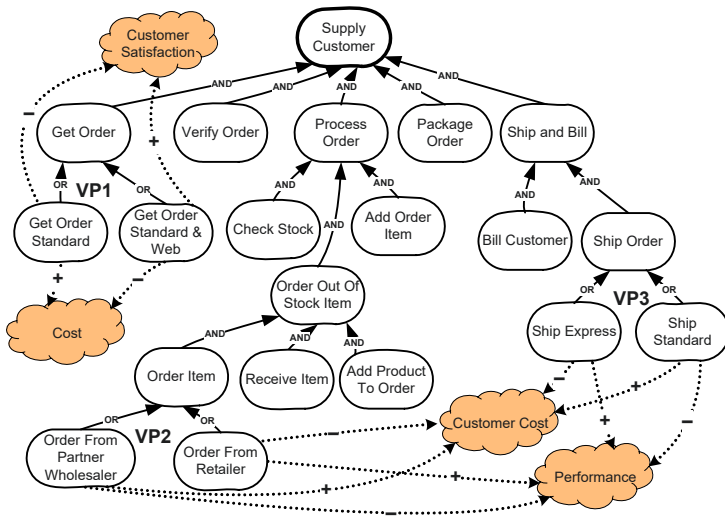 Customer
Satisfaction
Supply
Customer
AND
AND
AND
AND
AND
–
+
Get Order
Verify Order
Process
Order
Package
Order
Ship and Bill
OR
VP1
OR
AND
AND
AND
AND
AND
Get Order
Standard
Get Order
Standard &
Web
Check Stock
Add Order
Item
Bill Customer
Ship Order
+
–
Order Out Of
Stock Item
OR
VP3
OR
Cost
AND
AND
AND
Ship Express
Ship
Standard
Order Item
Receive Item
Add Product
To Order
–
+
+
–
OR
VP2
OR
Customer Cost
–
Order From
Partner
Wholesaler
Order From
Retailer
+
+
–
Performance